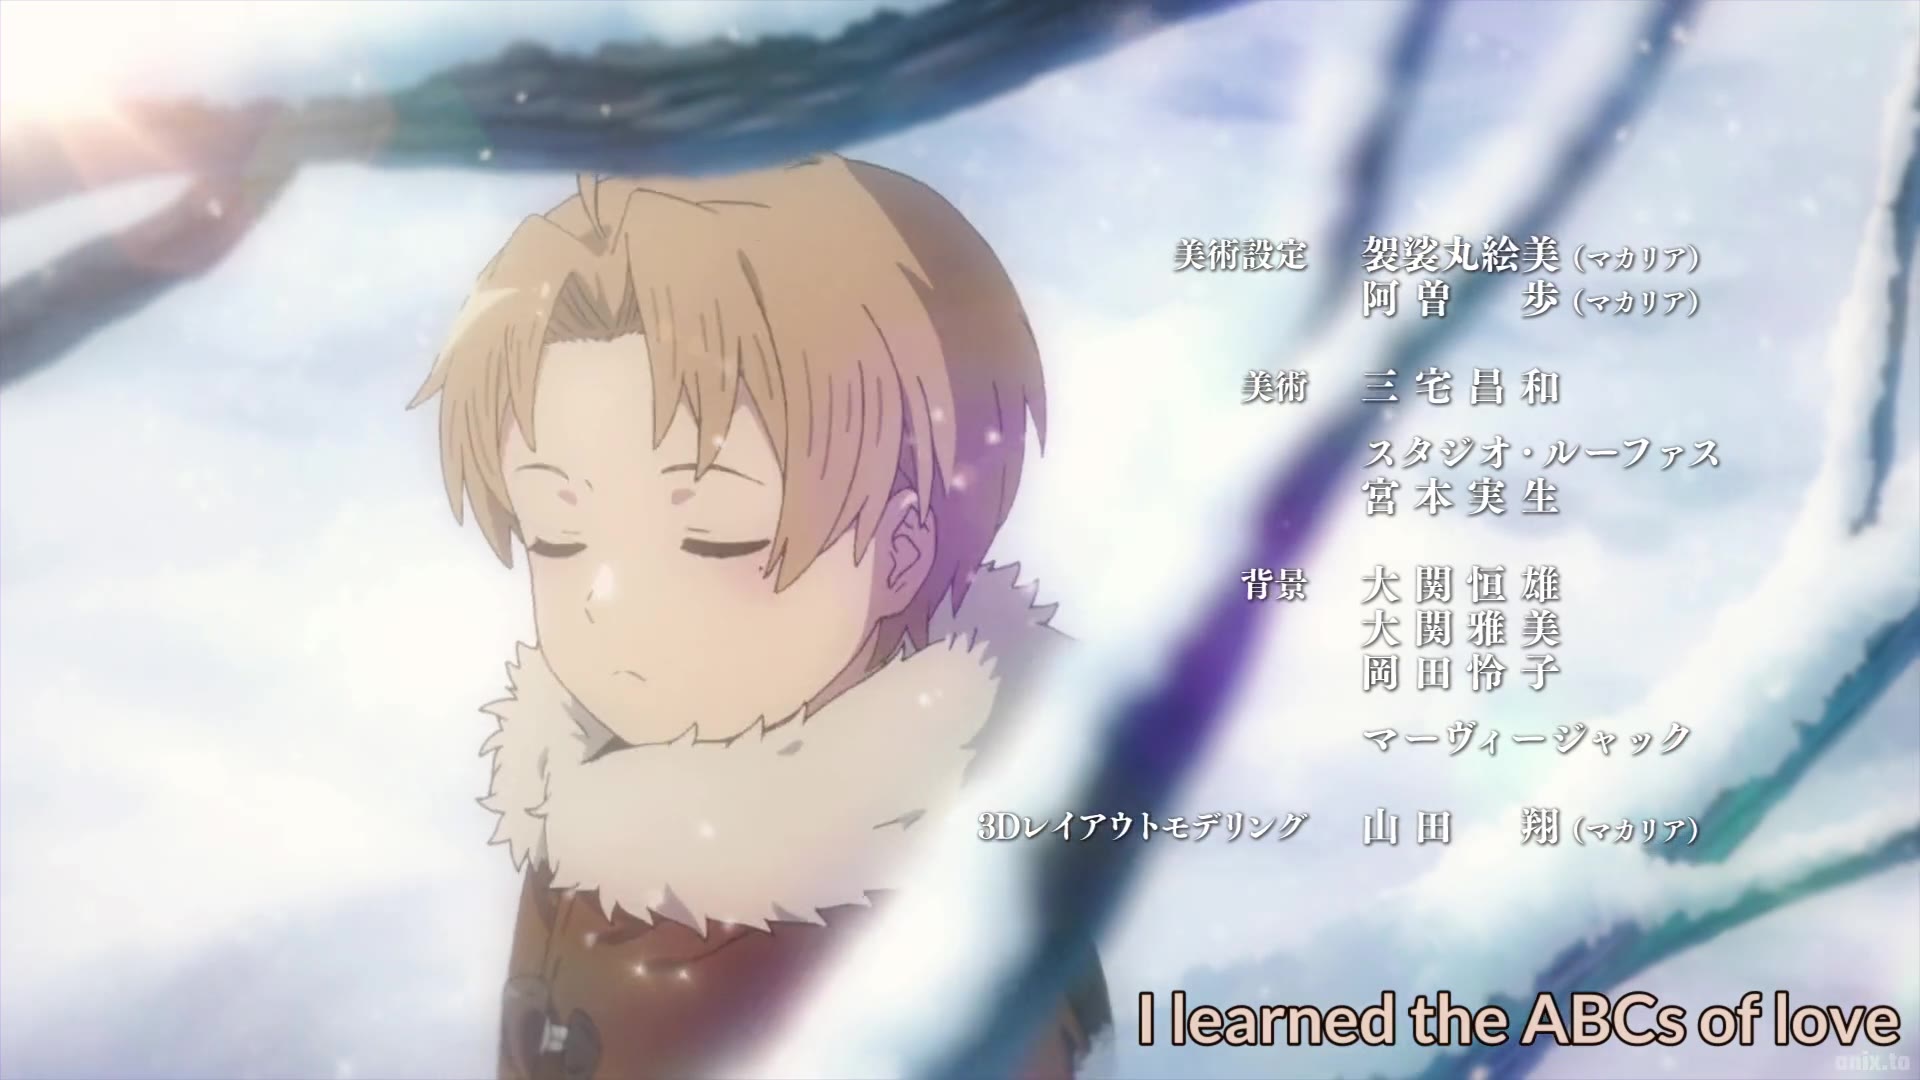 美術設定 袈裟丸絵美（マカリア）
阿曽 歩（マカリア）
美術 三宅昌和
スタジオ・ルーファス
宮本実生
背景 大関恒雄
大関雅美
岡田怜子
マーヴィージャック
3Dレイアウトモデリング 山田 翔（マカリア）
I learned the ABCs of love
anix.to